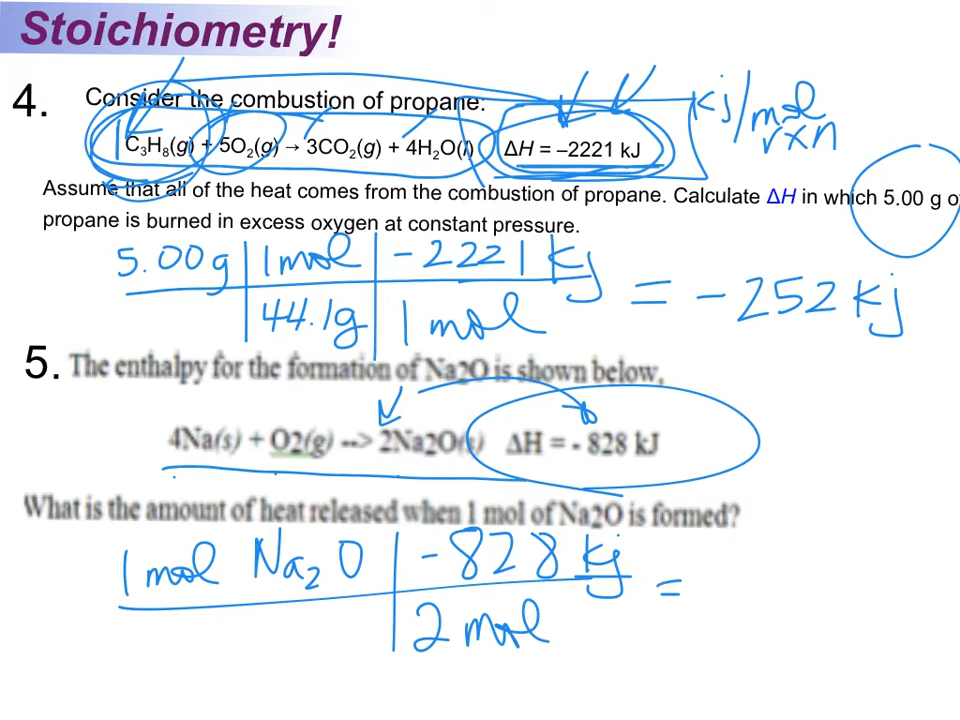 Stoichiometry!
4. Consider the combustion of propane: kj/mol
rxn
C₃H₈(g) + 5O₂(g) → 3CO₂(g) + 4H₂O(l) ΔH = –2221 kJ
Assume that all of the heat comes from the combustion of propane. Calculate ΔH in which 5.00 g o
propane is burned in excess oxygen at constant pressure.
5.00g | 1 mol | -2221 kj
44.1g | 1 mol = -252 kj
5. The enthalpy for the formation of Na2O is shown below.
4Na(s) + O2(g) --> 2Na2O(s) ΔH = - 828 kJ
What is the amount of heat released when 1 mol of Na2O is formed?
1 mol Na₂O | -828 kj =
2 mol